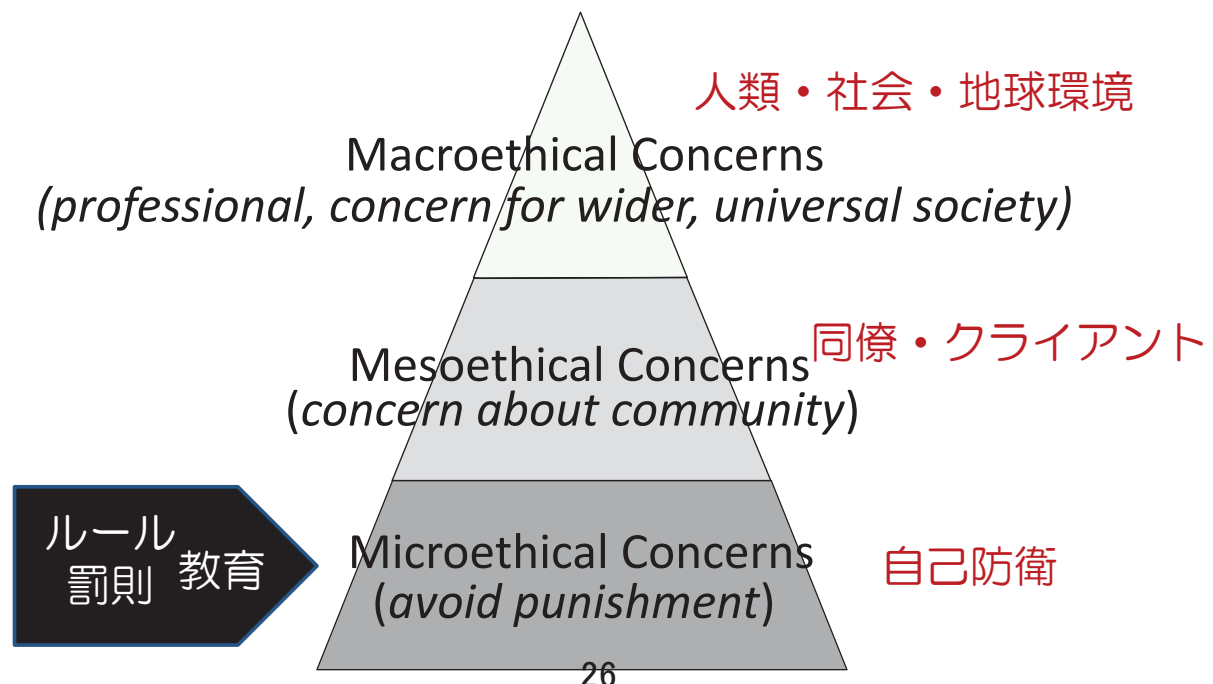 人類・社会・地球環境
Macroethical Concerns
(professional, concern for wider, universal society)
同僚・クライアント
Mesoethical Concerns
(concern about community)
ルール
罰則 教育
Microethical Concerns
(avoid punishment)
自己防衛
26